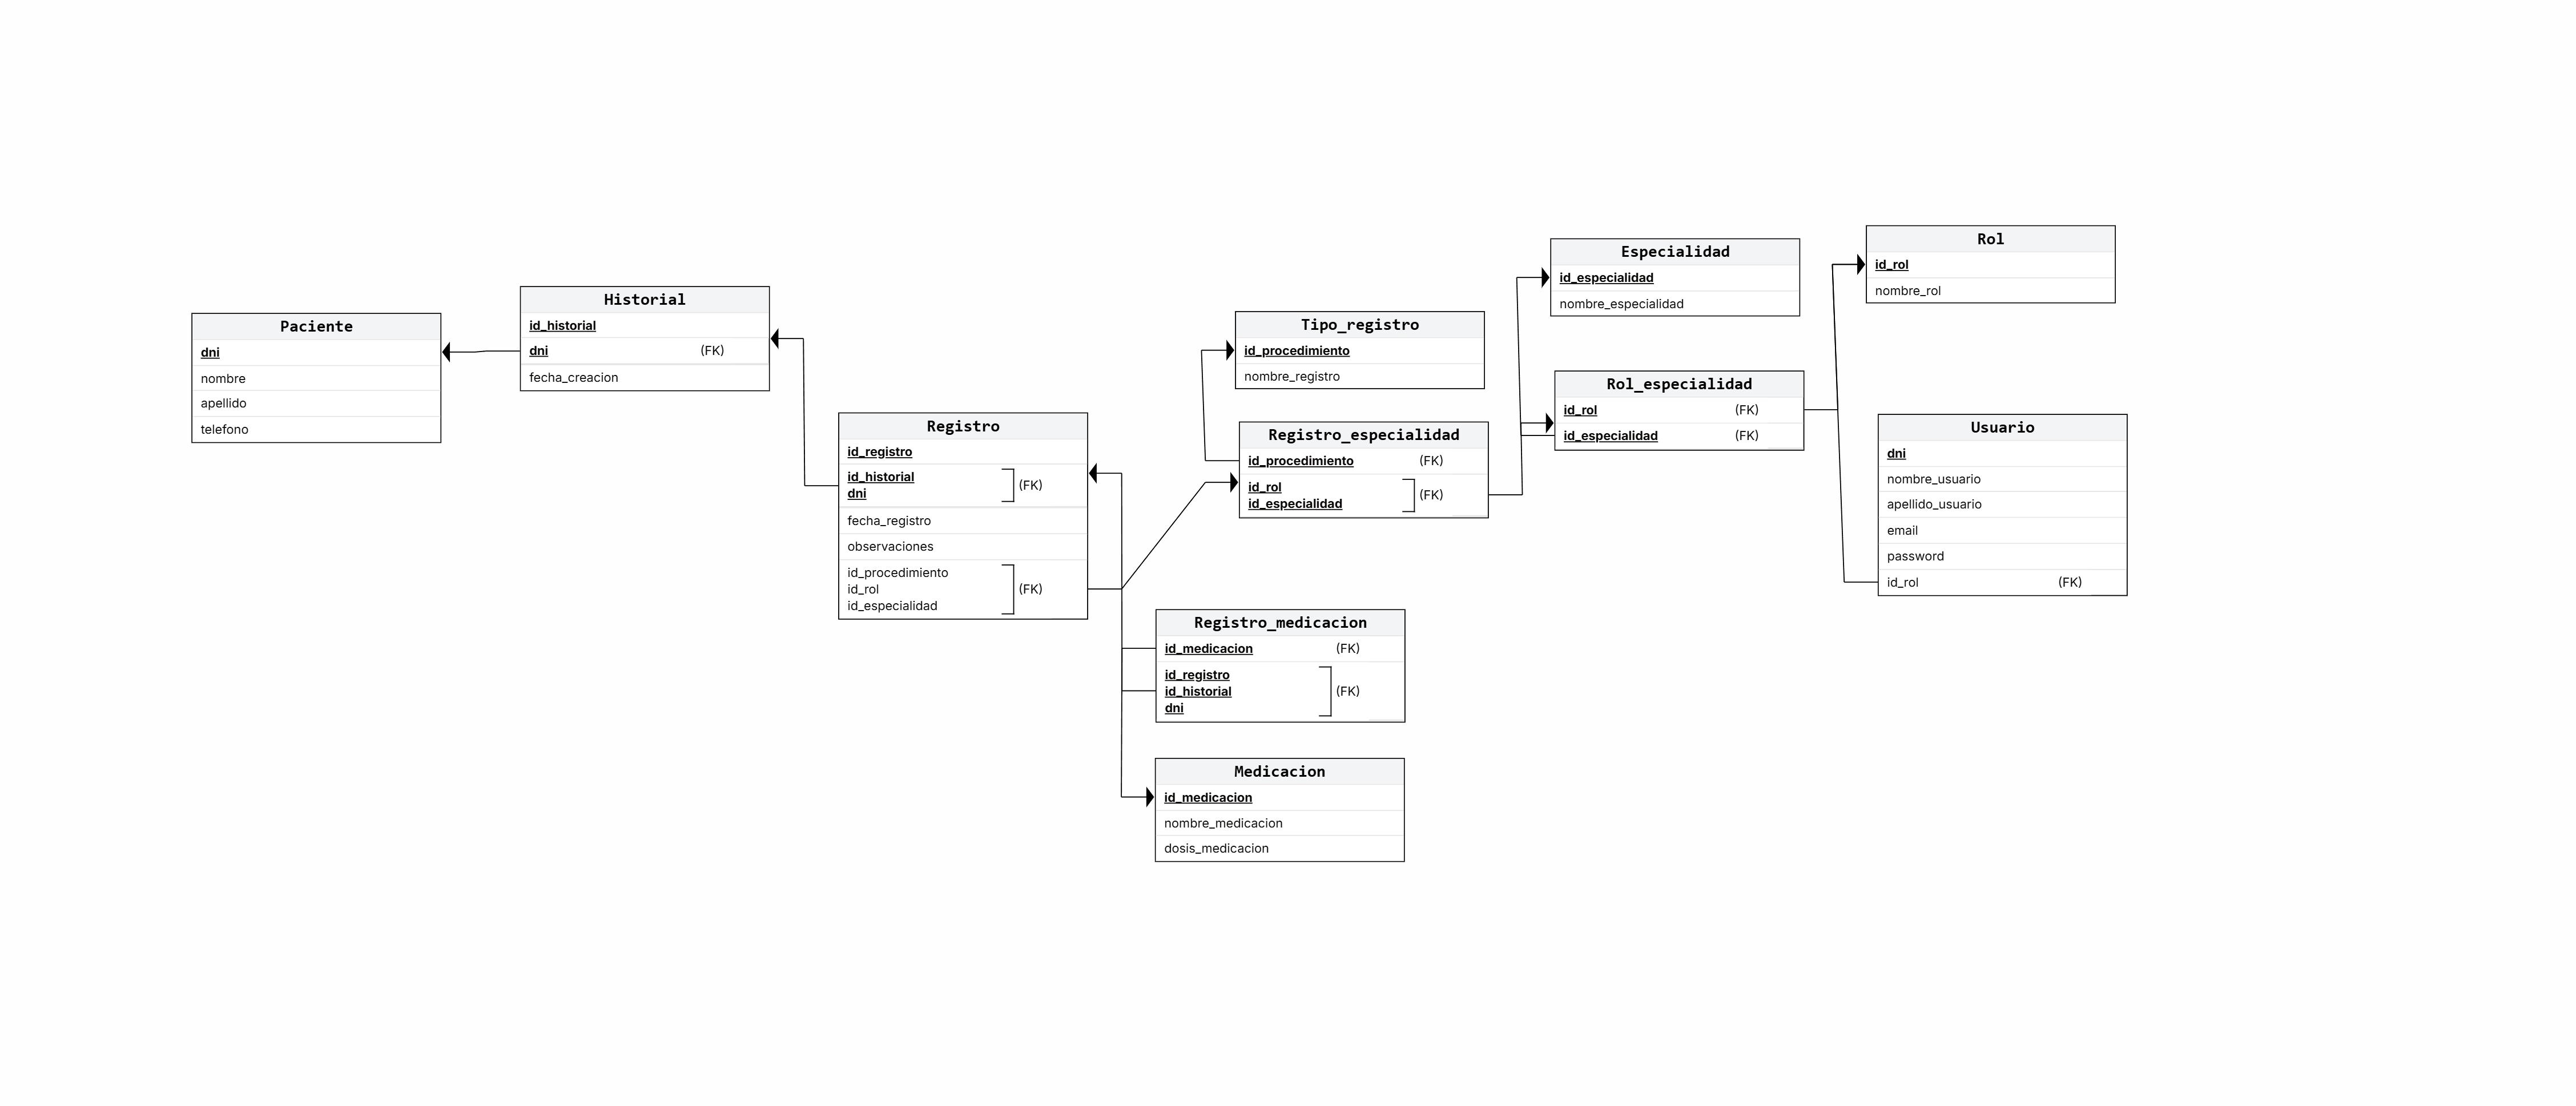 Paciente
dni
nombre
apellido
telefono
Historial
id_historial
dni (FK)
fecha_creacion
Registro
id_registro
id_historial
dni
(FK)
fecha_registro
observaciones
id_procedimiento
id_rol
id_especialidad
(FK)
Tipo_registro
id_procedimiento
nombre_registro
Registro_especialidad
id_procedimiento (FK)
id_rol
id_especialidad
(FK)
Registro_medicacion
id_medicacion (FK)
id_registro
id_historial
dni
(FK)
Medicacion
id_medicacion
nombre_medicacion
dosis_medicacion
Especialidad
id_especialidad
nombre_especialidad
Rol_especialidad
id_rol (FK)
id_especialidad (FK)
Rol
id_rol
nombre_rol
Usuario
dni
nombre_usuario
apellido_usuario
email
password
id_rol (FK)